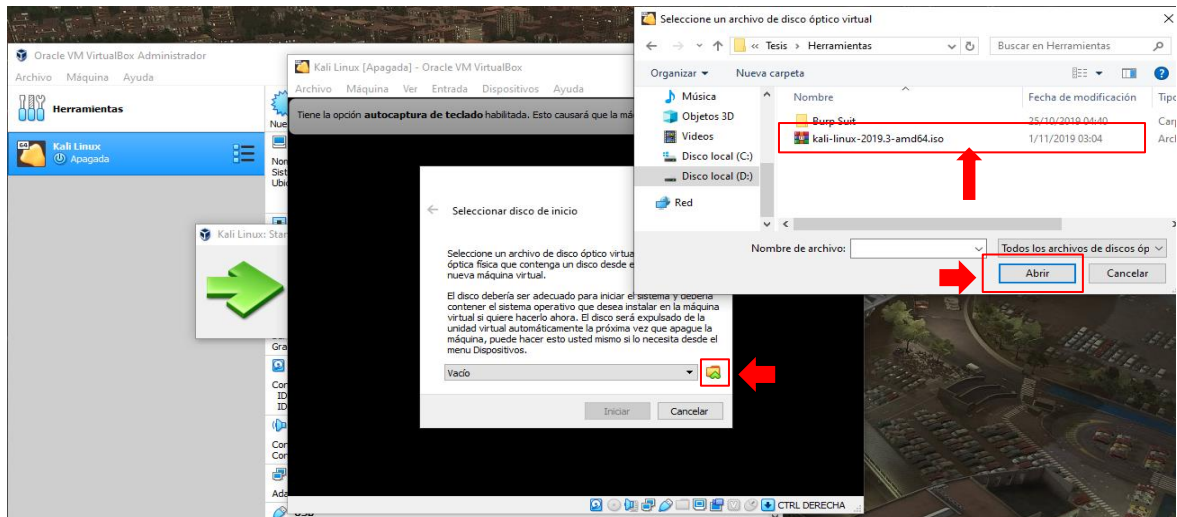 Oracle VM VirtualBox Administrador
Archivo Máquina Ayuda
Herramientas
64
Kali Linux
Apagada
Kali Linux [Apagada] - Oracle VM VirtualBox
Archivo Máquina Ver Entrada Dispositivos Ayuda
Tiene la opción autocaptura de teclado habilitada. Esto causará que la
Kali Linux:
Seleccionar disco de inicio
Seleccione un archivo de disco óptico
óptica física que contenga un disco desde
nueva máquina virtual.
El disco debería ser adecuado para iniciar el sistema y debería
contener el sistema operativo que desea instalar en la máquina
virtual si quiere hacerlo ahora. El disco será expulsado de la
unidad virtual automáticamente la próxima vez que apague la
máquina, puede hacer esto usted mismo si lo necesita desde el
menu Dispositivos.
Vacío
Iniciar Cancelar
CTRL DERECHA
Seleccione un archivo de disco óptico virtual
« Tesis › Herramientas
Buscar en Herramientas
Organizar Nueva carpeta
Música
Objetos 3D
Videos
Disco local (C:)
Disco local (D:)
Red
Nombre Fecha de modificación Tipo
Burp Suit 25/10/2019 04:40
kali-linux-2019.3-amd64.iso 1/11/2019 03:04
Nombre de archivo: Todos los archivos de discos óp
Abrir Cancelar